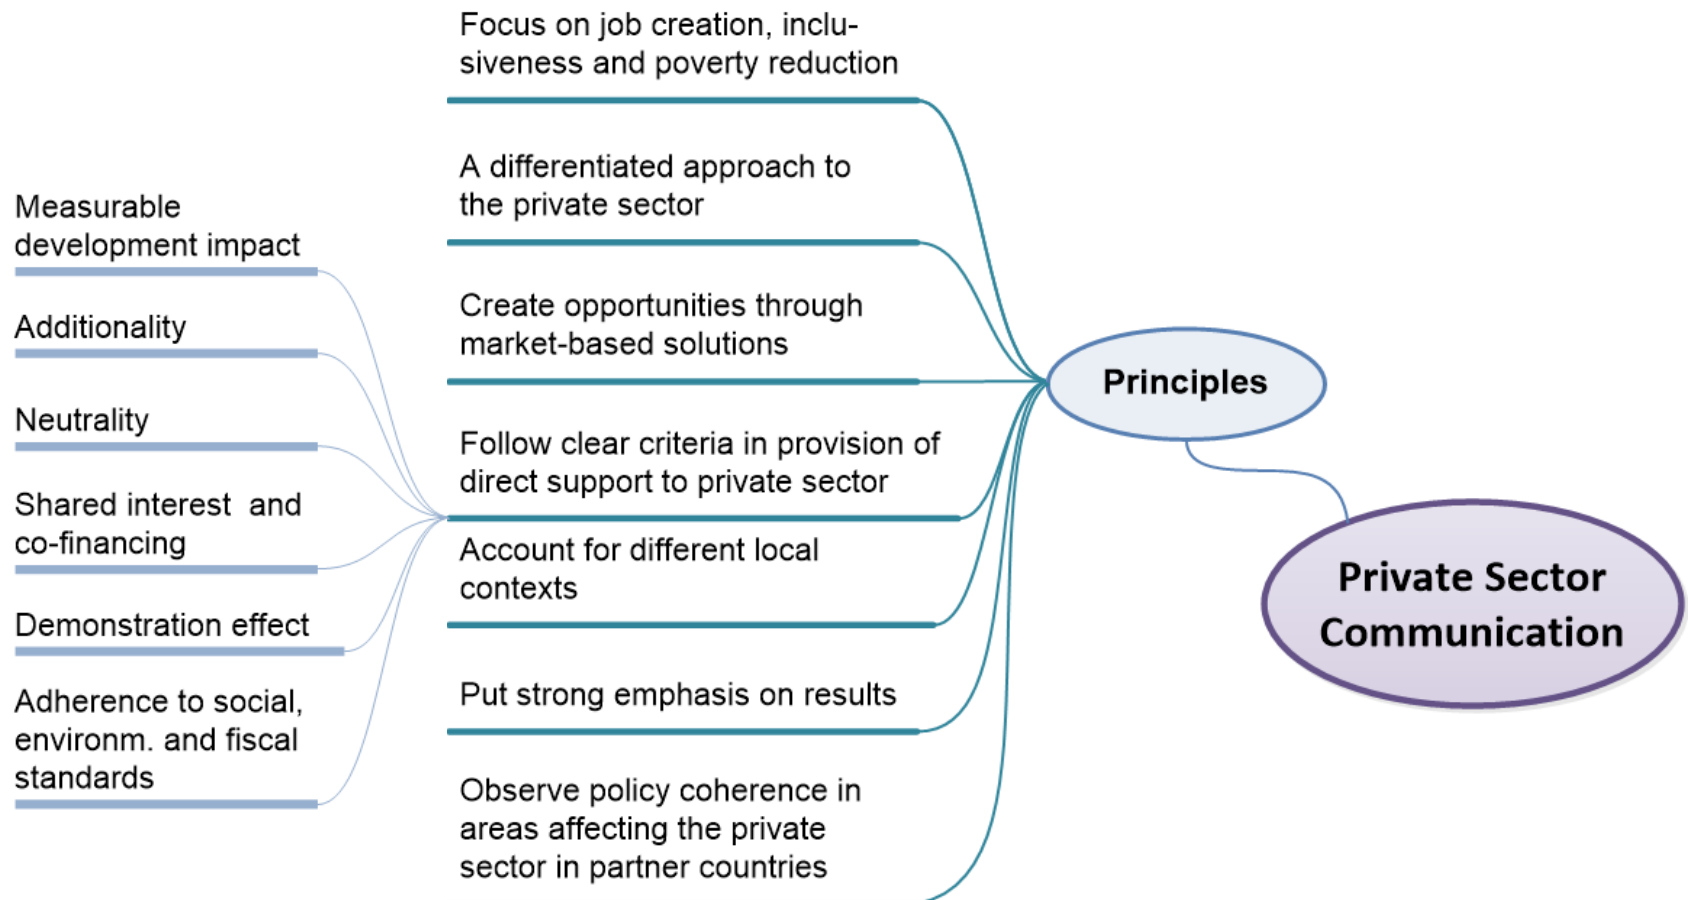 Focus on job creation, inclu-
siveness and poverty reduction
A differentiated approach to
the private sector
Create opportunities through
market-based solutions
Follow clear criteria in provision of
direct support to private sector
Account for different local
contexts
Put strong emphasis on results
Observe policy coherence in
areas affecting the private
sector in partner countries
Measurable
development impact
Additionality
Neutrality
Shared interest and
co-financing
Demonstration effect
Adherence to social,
environm. and fiscal
standards
Principles
Private Sector
Communication